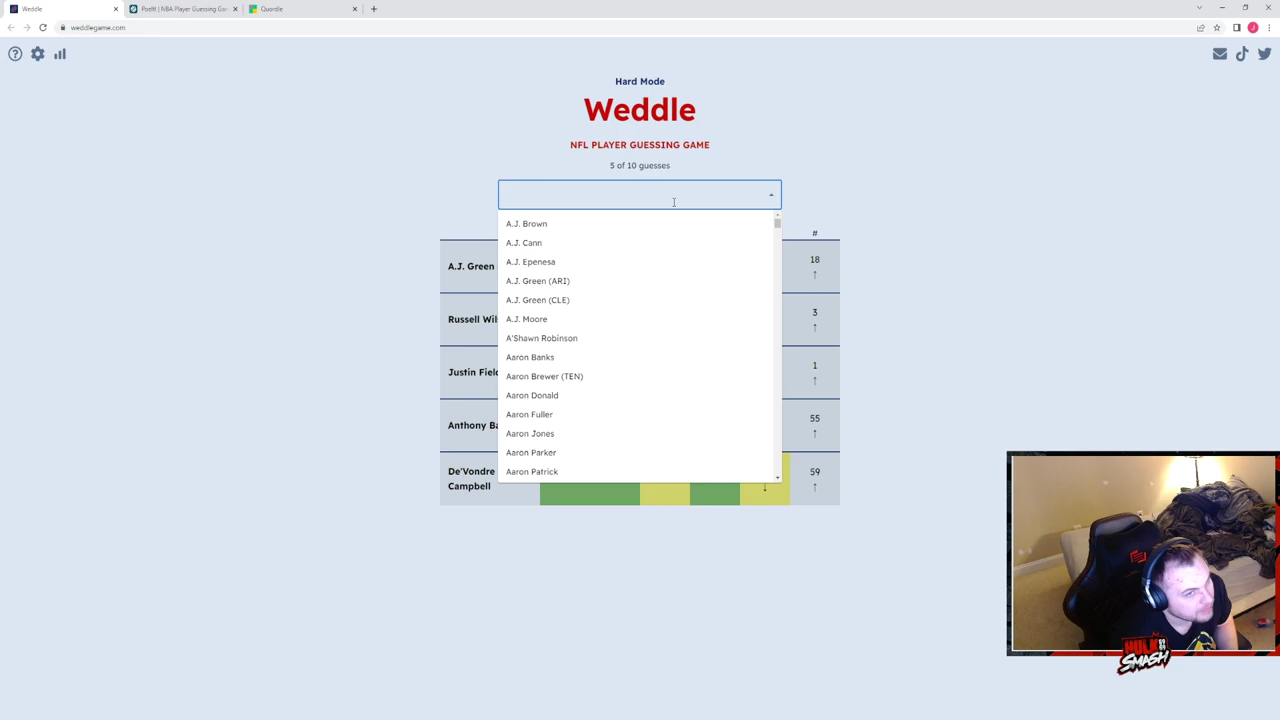 Weddle
Poeltl | NBA Player Guessing Ga
Quordle
weddlegame.com
J
Hard Mode
Weddle
NFL PLAYER GUESSING GAME
5 of 10 guesses
A.J. Brown
A.J. Cann
A.J. Epenesa
A.J. Green (ARI)
A.J. Green (CLE)
A.J. Moore
A'Shawn Robinson
Aaron Banks
Aaron Brewer (TEN)
Aaron Donald
Aaron Fuller
Aaron Jones
Aaron Parker
Aaron Patrick
#
A.J. Green
18
↑
Russell Wil
3
↑
Justin Field
1
↑
Anthony Ba
55
↑
De'Vondre
Campbell
↓
59
↑
HULK
SMASH